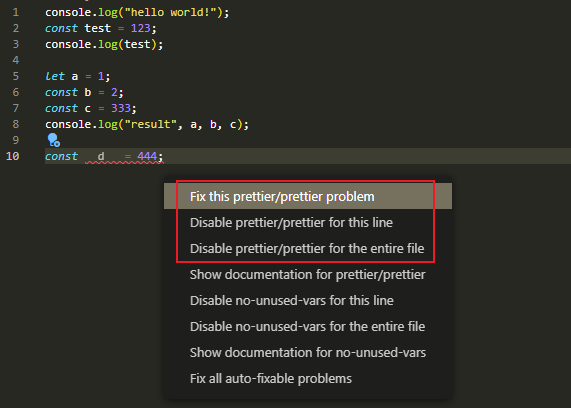 1 console.log("hello world!");
2 const test = 123;
3 console.log(test);
4
5 let a = 1;
6 const b = 2;
7 const c = 333;
8 console.log("result", a, b, c);
9
10 const   d   = 444;
Fix this prettier/prettier problem
Disable prettier/prettier for this line
Disable prettier/prettier for the entire file
Show documentation for prettier/prettier
Disable no-unused-vars for this line
Disable no-unused-vars for the entire file
Show documentation for no-unused-vars
Fix all auto-fixable problems